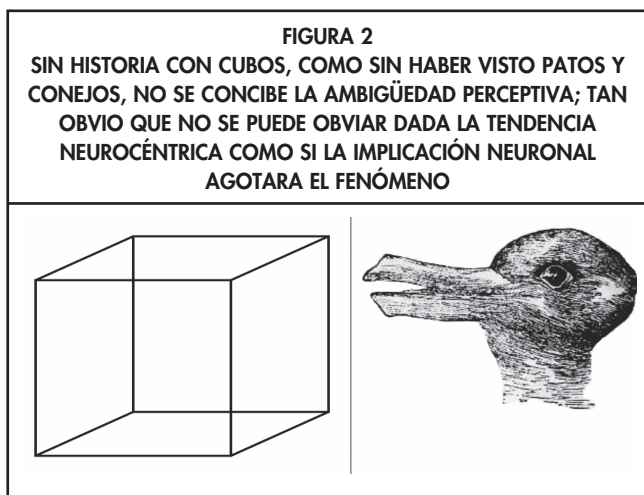 FIGURA 2
SIN HISTORIA CON CUBOS, COMO SIN HABER VISTO PATOS Y
CONEJOS, NO SE CONCIBE LA AMBIGÜEDAD PERCEPTIVA; TAN
OBVIO QUE NO SE PUEDE OBVIAR DADA LA TENDENCIA
NEUROCÉNTRICA COMO SI LA IMPLICACIÓN NEURONAL
AGOTARA EL FENÓMENO